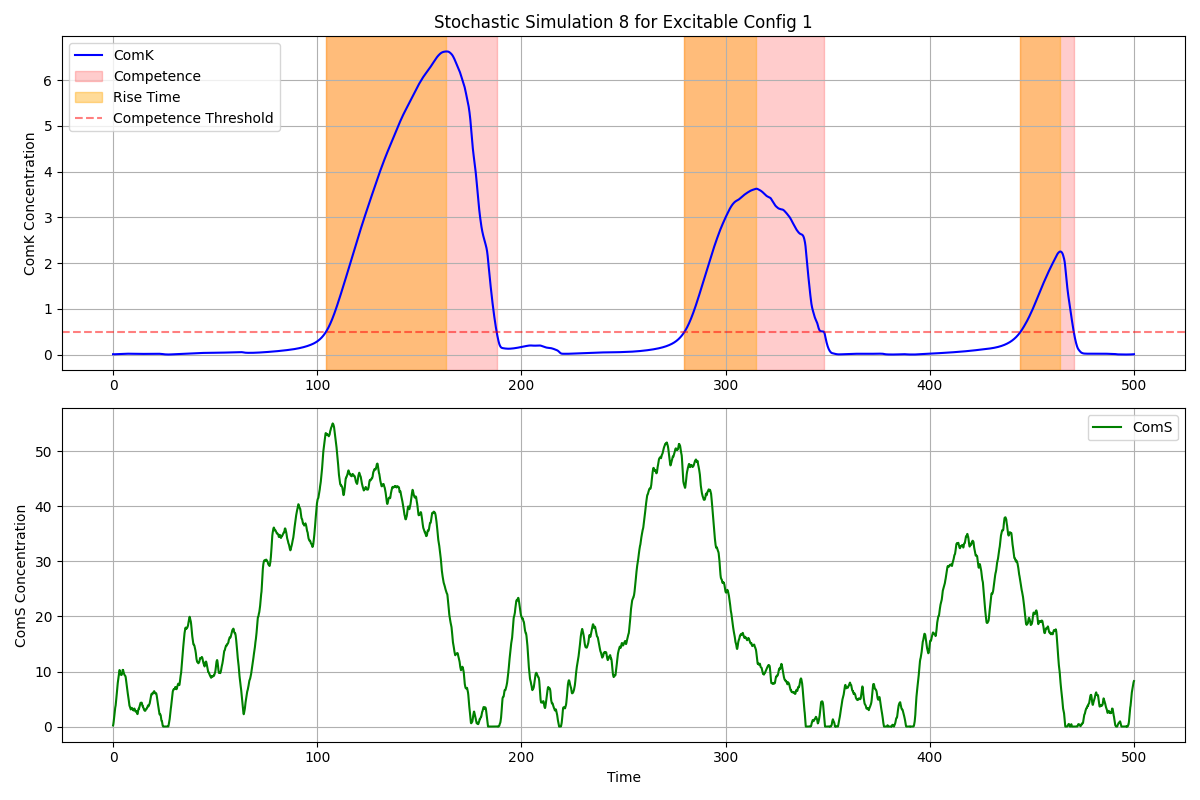 Stochastic Simulation 8 for Excitable Config 1
ComK
Competence
Rise Time
Competence Threshold
ComK Concentration
6
5
4
3
2
1
0
0 100 200 300 400 500
ComS
ComS Concentration
50
40
30
20
10
0
0 100 200 300 400 500
Time